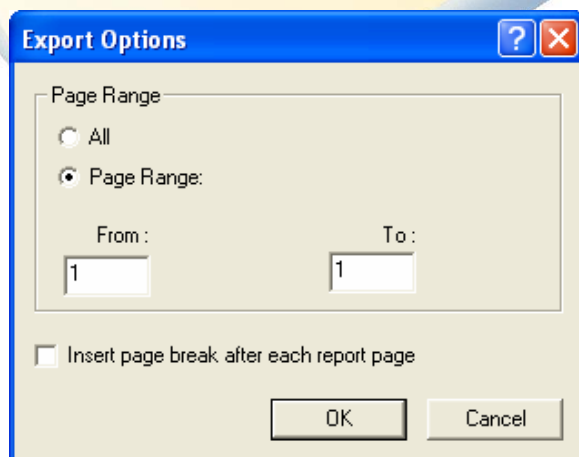 Export Options
Page Range
All
Page Range:
From :
To :
1
1
Insert page break after each report page
OK
Cancel